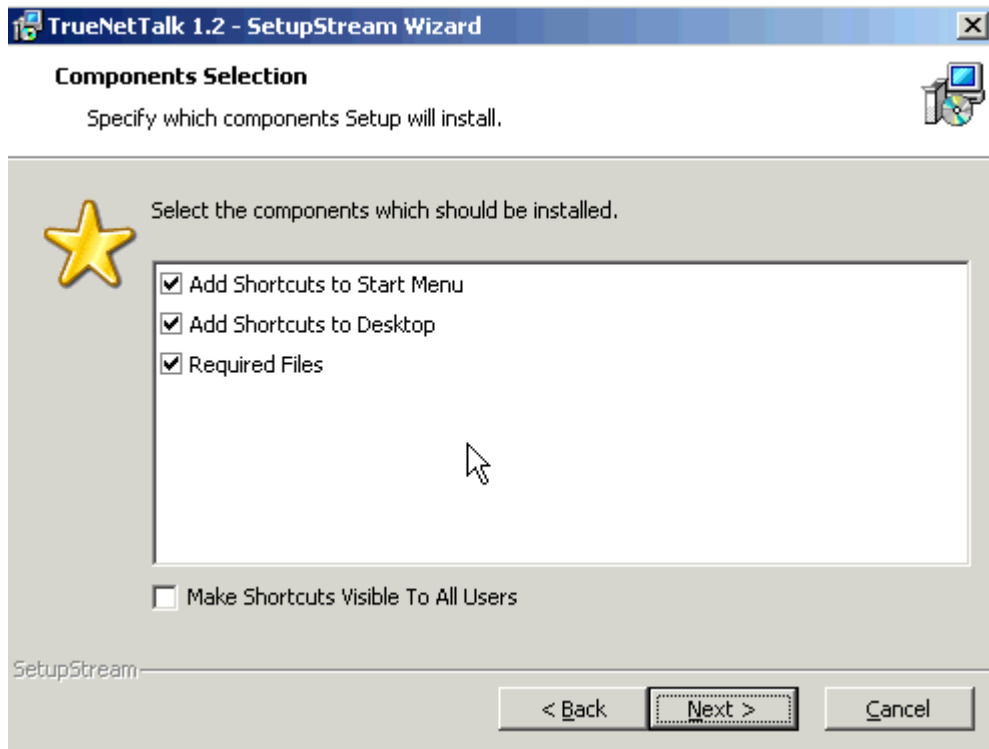 TrueNetTalk 1.2 - SetupStream Wizard
Components Selection
Specify which components Setup will install.
Select the components which should be installed.
Add Shortcuts to Start Menu
Add Shortcuts to Desktop
Required Files
Make Shortcuts Visible To All Users
SetupStream
< Back Next > Cancel